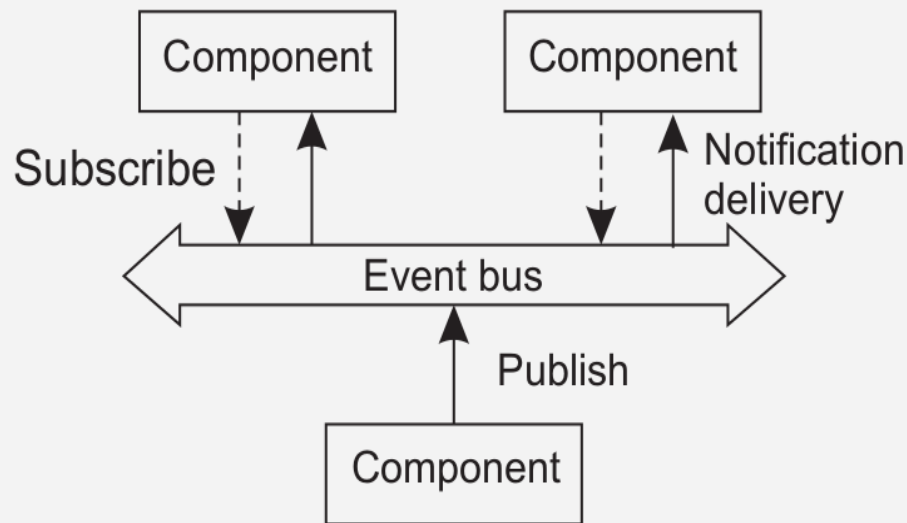 Component
Component
Subscribe
Notification
delivery
Event bus
Publish
Component